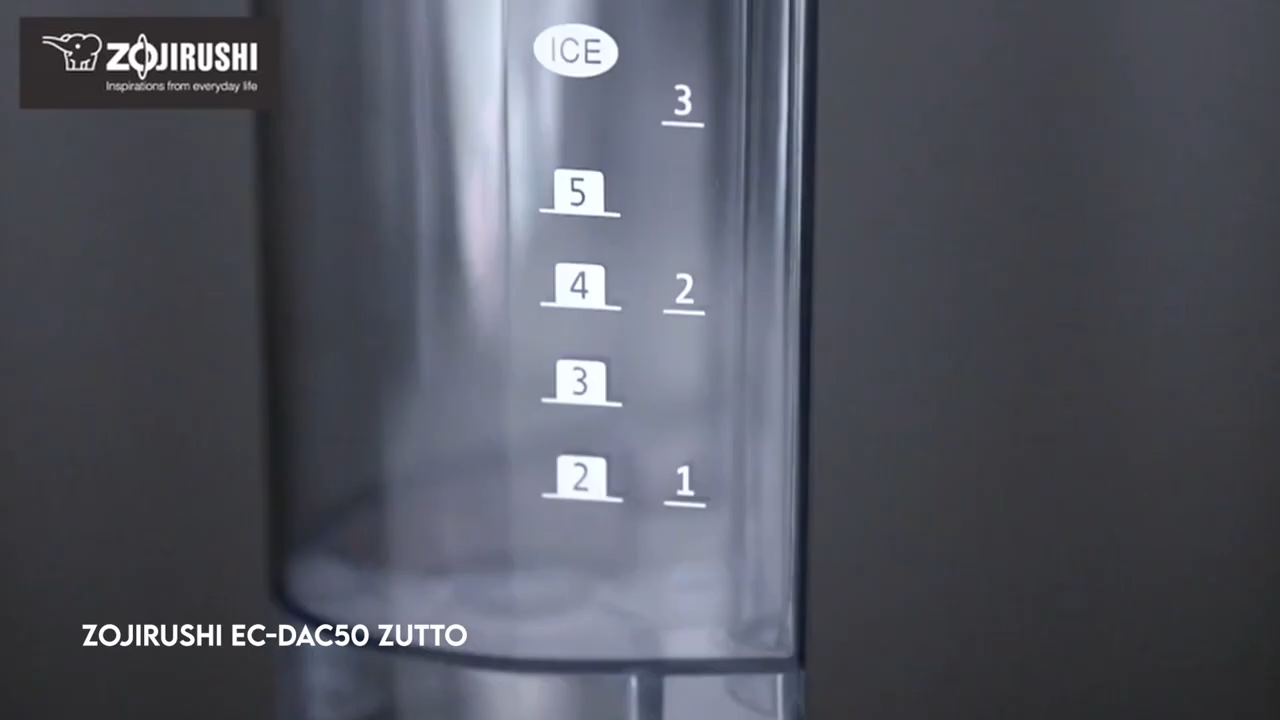 ZOJIRUSHI
Inspirations from everyday life
ICE
3
5
4
2
3
2
1
ZOJIRUSHI EC-DAC50 ZUTTO